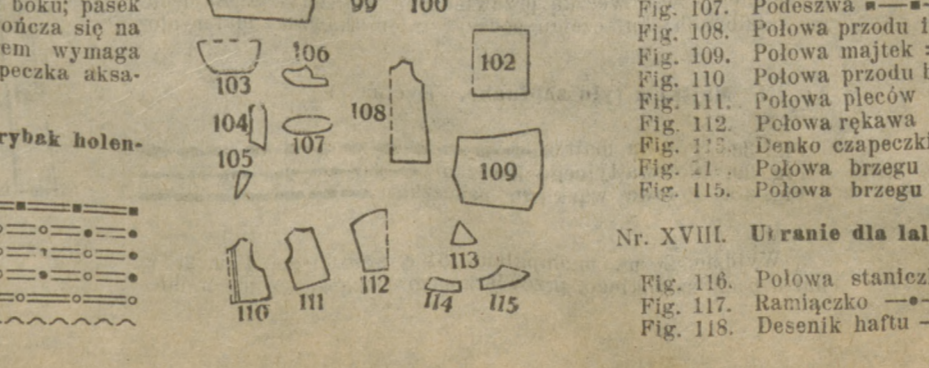 boku; pasek
ończa się na
em wymaga
peczka aksa-
rybak holen-
99 100
103
106
102
104
108
107
105
109
110
111
112
113
114
115
Fig. 107. Podeszwa
Fig. 108. Połowa przodu i
Fig. 109. Połowa majtek :
Fig. 110 Połowa przodu b
Fig. 111. Połowa pleców
Fig. 112. Połowa rękawa
Fig. Denko czapeczki
Fig. Połowa brzegu
Fig. 115. Połowa brzegu
Nr. XVIII. Ubranie dla lal
Fig. 116. Połowa stanicz
Fig. 117. Ramiączko
Fig. 118. Desenik haftu